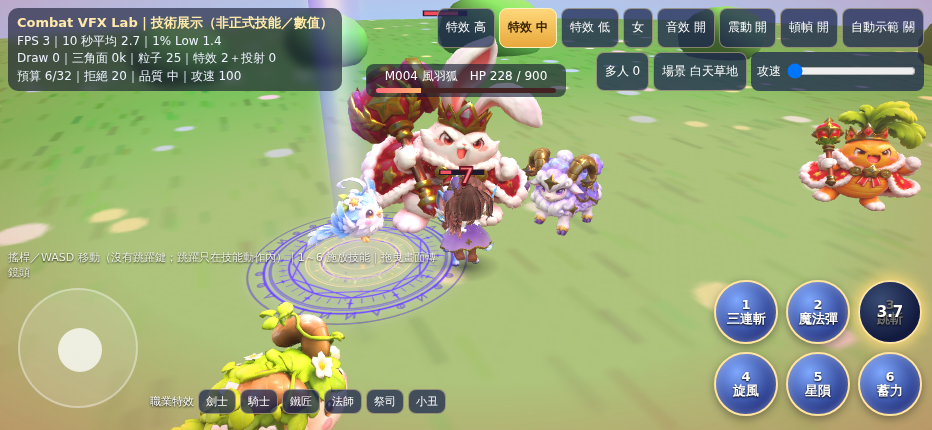 Combat VFX Lab｜技術展示（非正式技能／數值）
FPS 3｜10 秒平均 2.7｜1% Low 1.4
Draw 0｜三角面 0k｜粒子 25｜特效 2＋投射 0
預算 6/32｜拒絕 20｜品質 中｜攻速 100
特效 高
特效 中
特效 低
女
音效 開
震動 開
頓幀 開
自動示範 關
多人 0
場景 白天草地
攻速
M004 風羽狐 HP 228 / 900
7
搖桿／WASD 移動（沒有跳躍鍵；跳躍只在技能動作內）｜1～6 施放技能｜拖曳畫面轉
鏡頭
1
三連斬
2
魔法彈
3
跳斬
3.7
4
旋風
5
星隕
6
蓄力
職業特效
劍士
騎士
鐵匠
法師
祭司
小丑